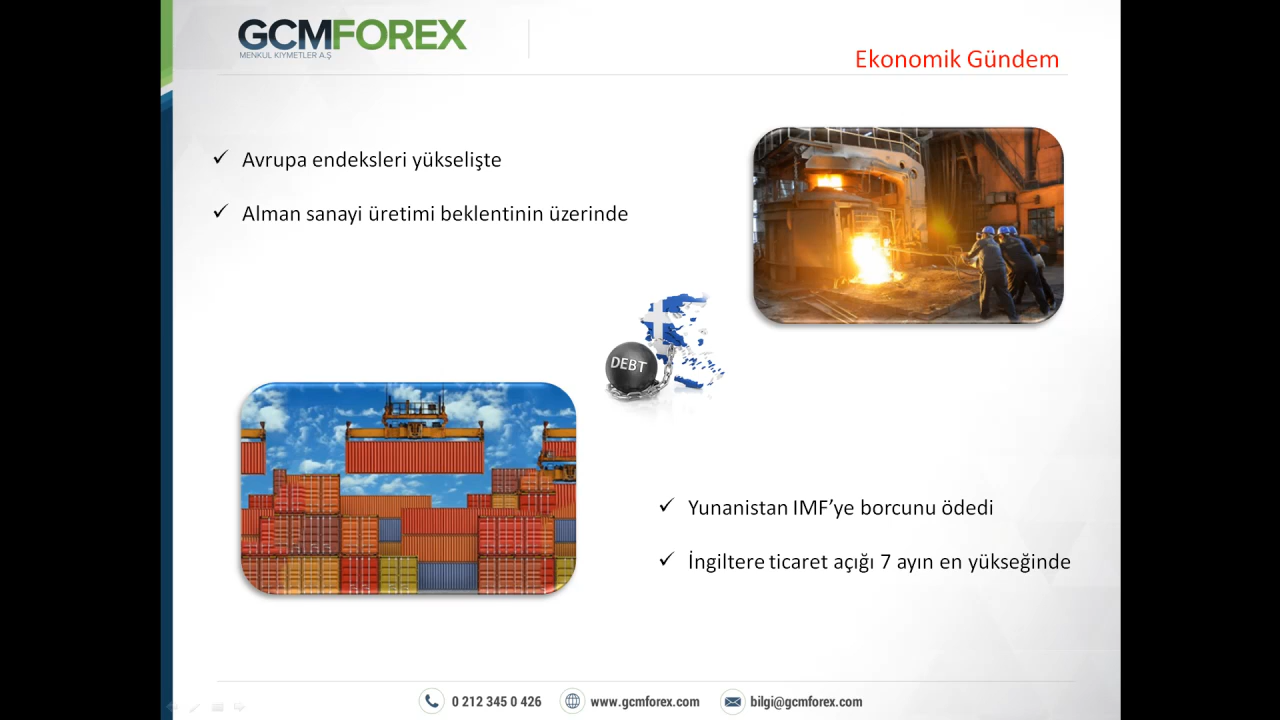 GCMFOREX
MENKUL KIYMETLER A.Ş
Ekonomik Gündem
Avrupa endeksleri yükselişte
Alman sanayi üretimi beklentinin üzerinde
DEBT
Yunanistan IMF’ye borcunu ödedi
İngiltere ticaret açığı 7 ayın en yükseğinde
0 212 345 0 426 www.gcmforex.com bilgi@gcmforex.com